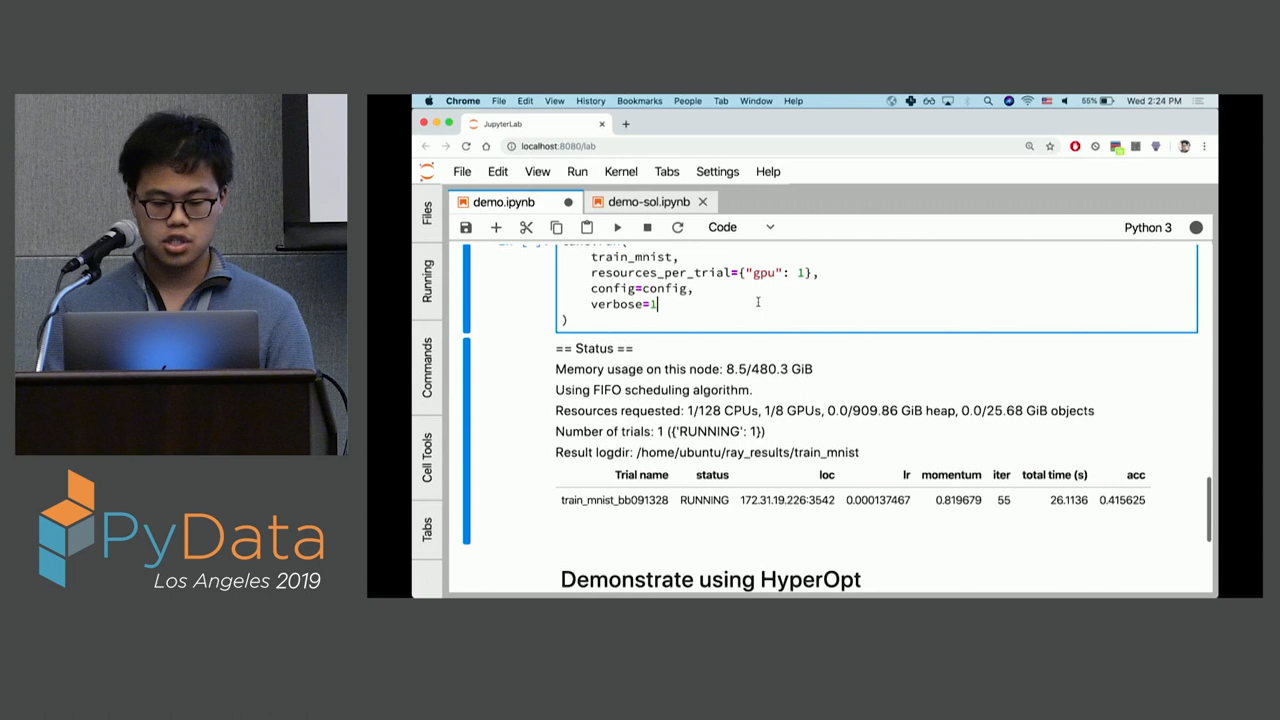 Chrome File Edit View History Bookmarks People Tab Window Help 55% Wed 2:24 PM
JupyterLab
localhost:8080/lab
File Edit View Run Kernel Tabs Settings Help
demo.ipynb demo-sol.ipynb
Code Python 3
Files
Running
Commands
Cell Tools
Tabs
train_mnist,
resources_per_trial={"gpu": 1},
config=config,
verbose=1
)
== Status ==
Memory usage on this node: 8.5/480.3 GiB
Using FIFO scheduling algorithm.
Resources requested: 1/128 CPUs, 1/8 GPUs, 0.0/909.86 GiB heap, 0.0/25.68 GiB objects
Number of trials: 1 ({'RUNNING': 1})
Result logdir: /home/ubuntu/ray_results/train_mnist
Trial name status loc lr momentum iter total time (s) acc
train_mnist_bb091328 RUNNING 172.31.19.226:3542 0.000137467 0.819679 55 26.1136 0.415625
Demonstrate using HyperOpt
PyData
Los Angeles 2019